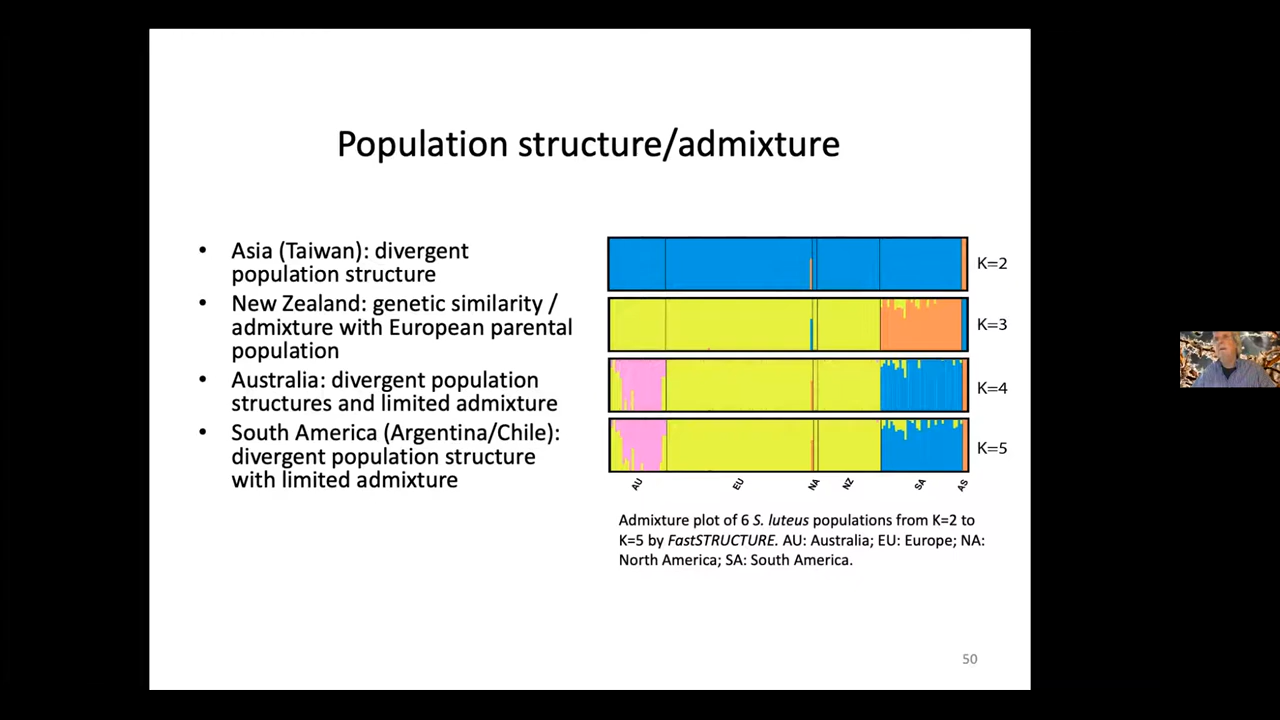 Population structure/admixture
• Asia (Taiwan): divergent
population structure
• New Zealand: genetic similarity /
admixture with European parental
population
• Australia: divergent population
structures and limited admixture
• South America (Argentina/Chile):
divergent population structure
with limited admixture
K=2
K=3
K=4
K=5
AU
EU
NA
NZ
SA
AS
Admixture plot of 6 S. luteus populations from K=2 to
K=5 by FastSTRUCTURE. AU: Australia; EU: Europe; NA:
North America; SA: South America.
50